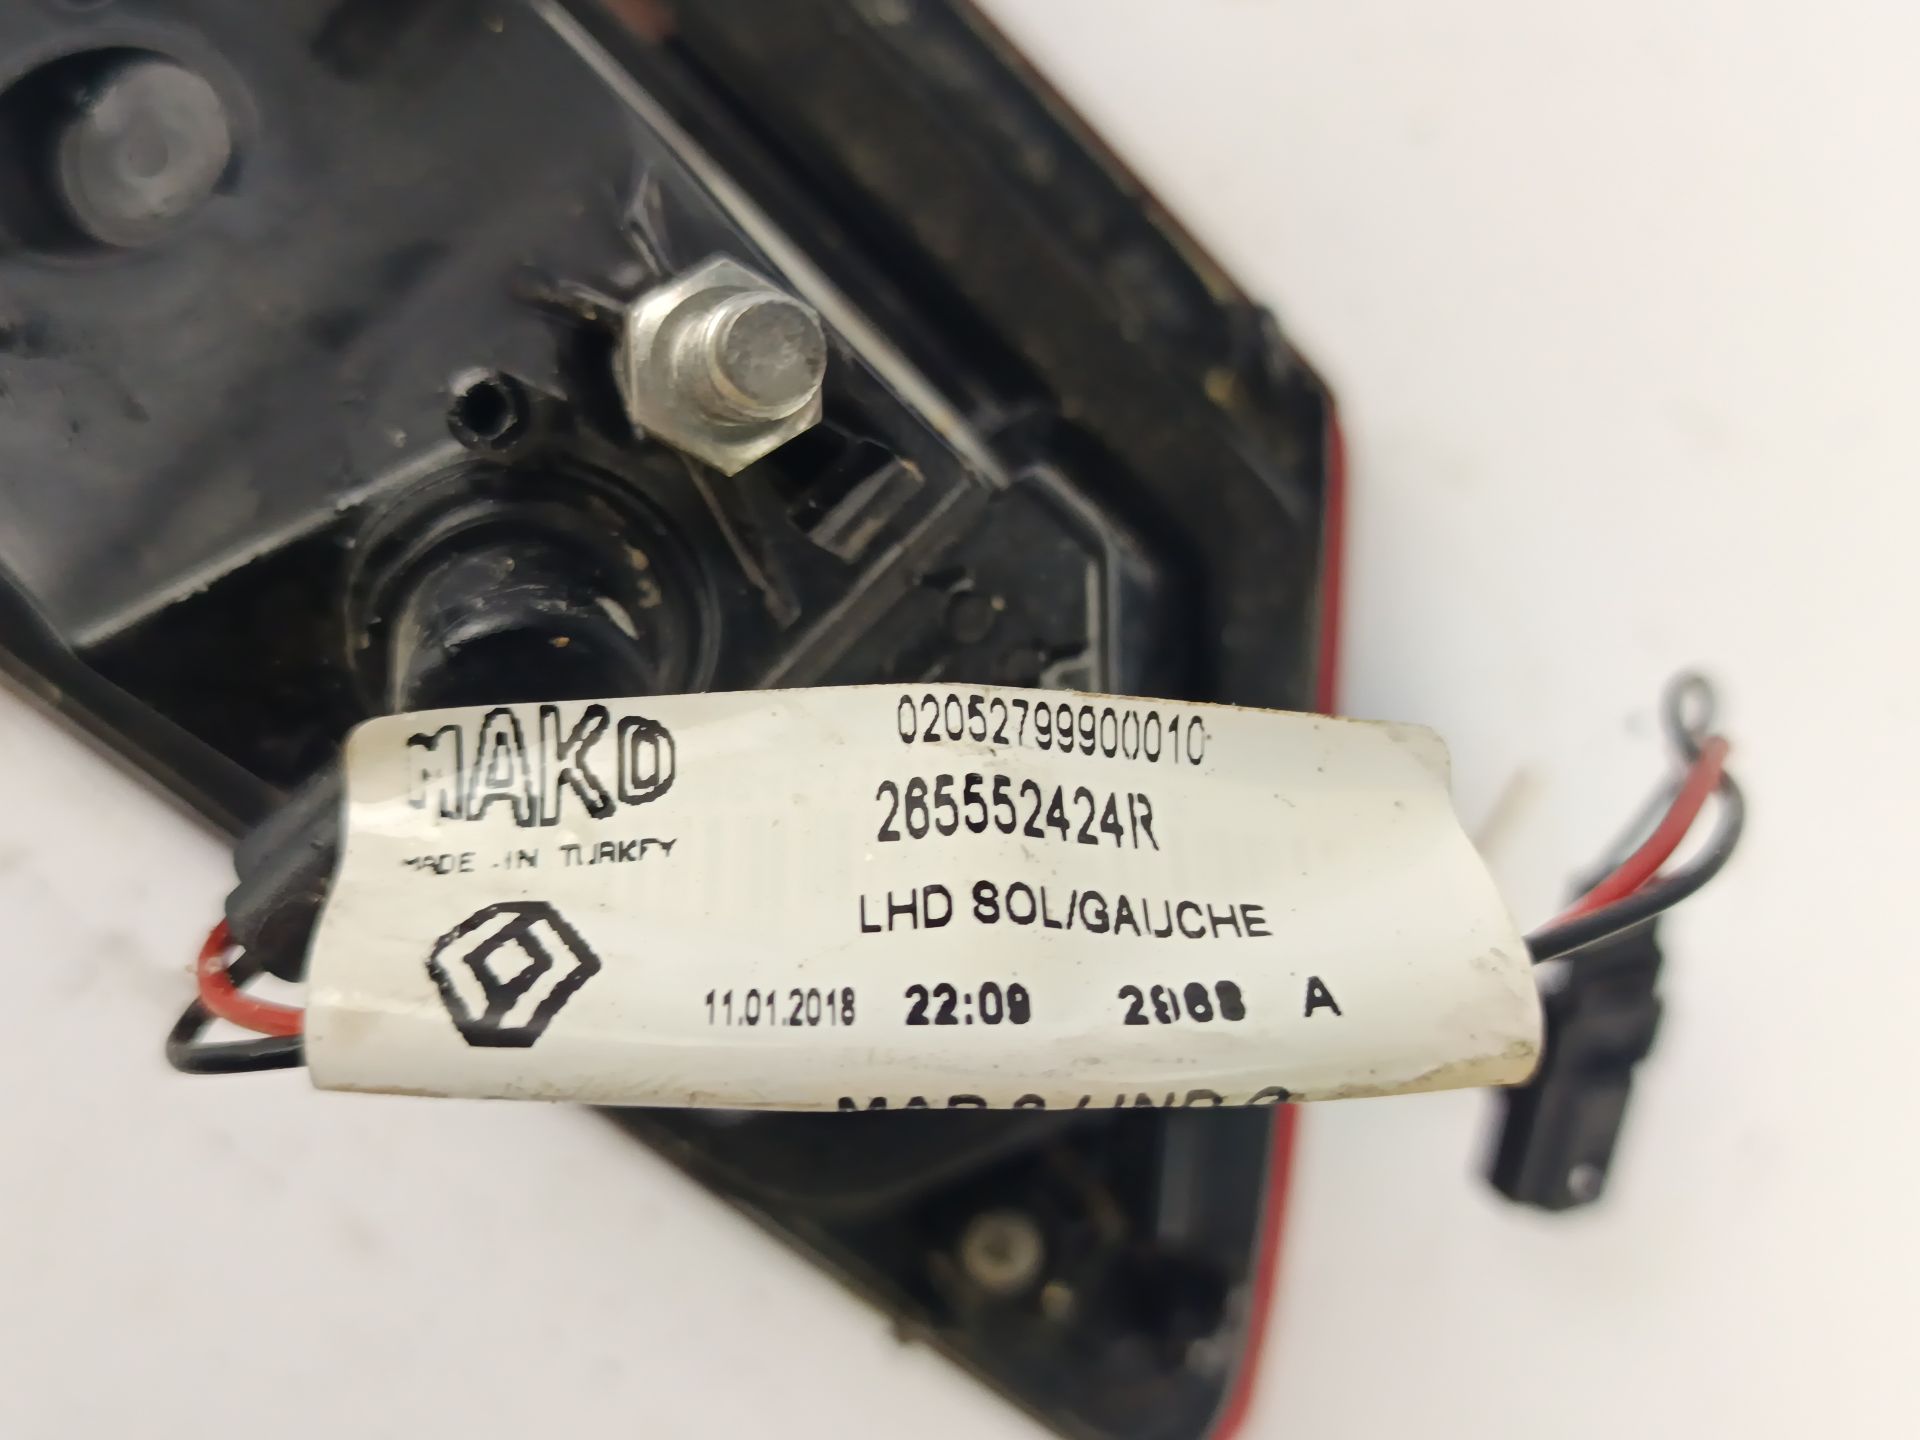 MAKO
MADE IN TURKEY
02052799900010
265552424R
LHD SOL/GAUCHE
11.01.2018 22:09 A